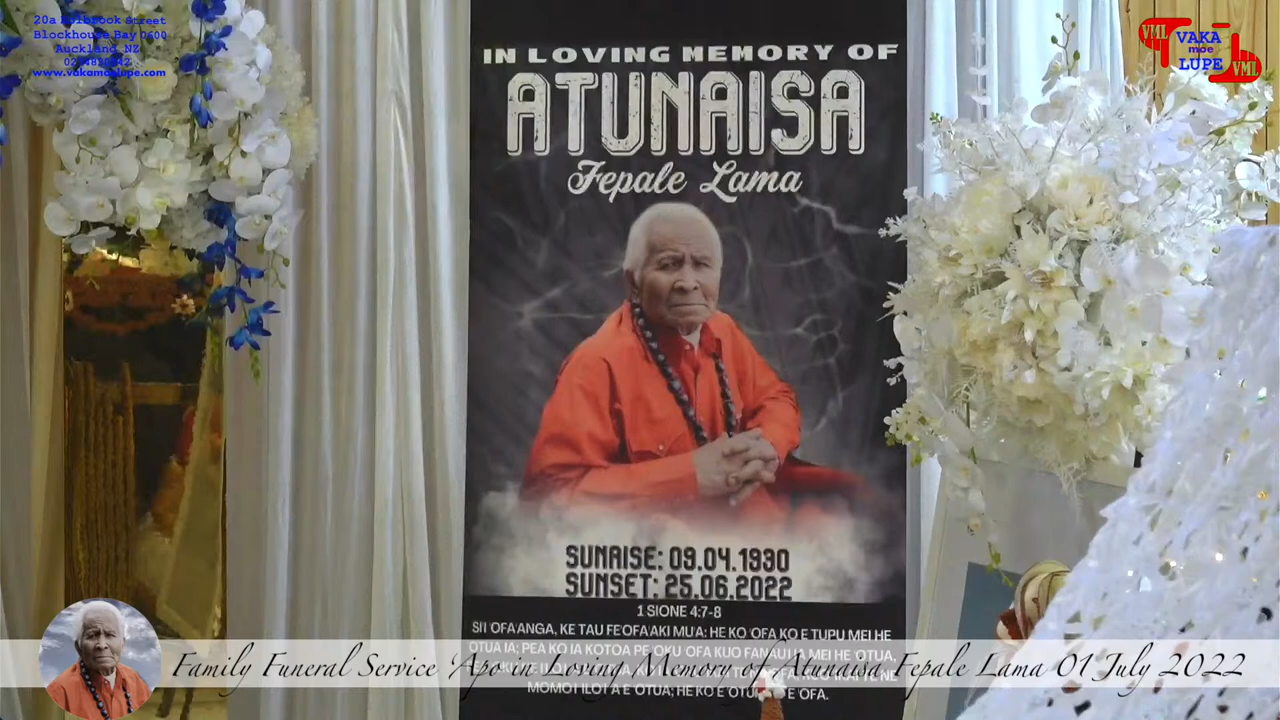 20a Holbrook Street
Blockhouse Bay 0600
Auckland, NZ
www.vakamoelupe.com
VML
VAKA
moe
LUPE
VML
IN LOVING MEMORY OF
ATUNAISA
Fepale Lama
SUNRISE: 09.04.1930
SUNSET: 25.06.2022
1 SIONE 4:7-8
SI'I 'OFA'ANGA, KE TAU FE'OFA'AKI MU'A: HE KO 'OFA KO E TUPU MEI HE
'OTUA IA; PEA KO IA KOTOA PE 'OKU 'OFA KUO FANAU IA MEI HE 'OTUA,
'OTUA; HE KO E 'OTUA E 'OFA.
Family Funeral Service 'Apo in Loving Memory of Atunaisa Fepale Lama 01 July 2022